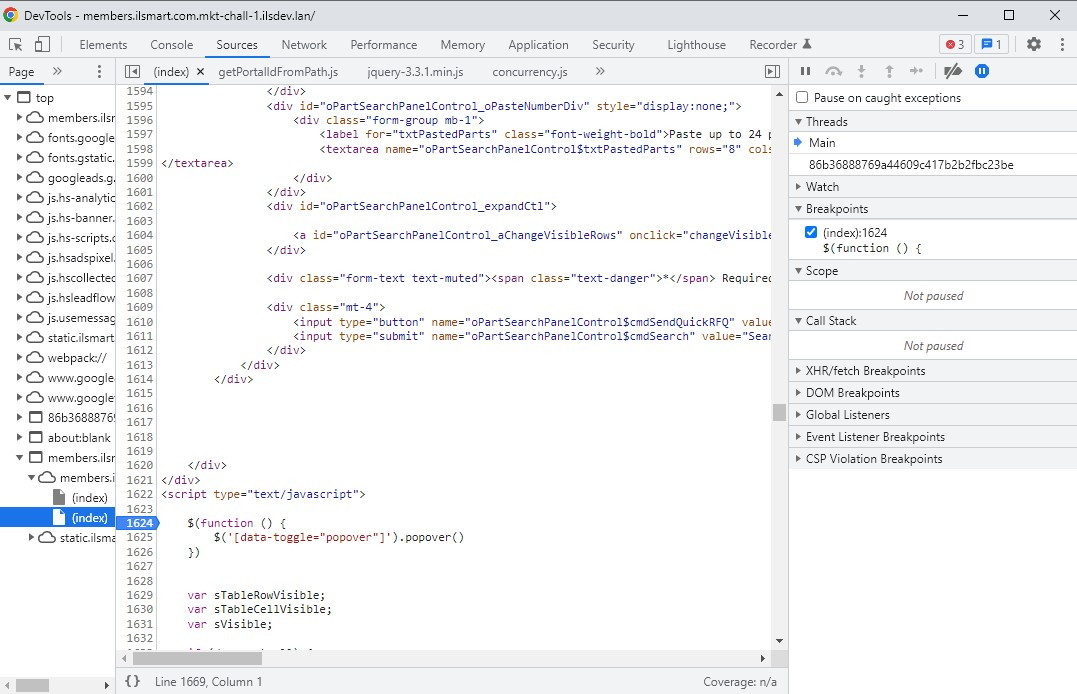 DevTools - members.ilsmart.com.mkt-chall-1.ilsdev.lan/
Elements Console Sources Network Performance Memory Application Security Lighthouse Recorder 3 1
Page » (index) × getPortalIdFromPath.js jquery-3.3.1.min.js concurrency.js »
top
members.ilsr
fonts.google
fonts.gstatic.
googleads.g.
js.hs-analytic
js.hs-banner.
js.hs-scripts.c
js.hsadspixel.
js.hscollected
js.hsleadflow
js.usemessag
static.ilsmart
webpack://
www.google
www.google
86b36888769
about:blank
members.ilsr
members.i
(index)
(index)
static.ilsma
1594 </div>
1595 <div id="oPartSearchPanelControl_oPasteNumberDiv" style="display:none;">
1596 <div class="form-group mb-1">
1597 <label for="txtPastedParts" class="font-weight-bold">Paste up to 24 p
1598 <textarea name="oPartSearchPanelControl$txtPastedParts" rows="8" cols
1599 </textarea>
1600 </div>
1601 </div>
1602 <div id="oPartSearchPanelControl_expandCtl">
1603
1604 <a id="oPartSearchPanelControl_aChangeVisibleRows" onclick="changeVisible
1605 </div>
1606
1607 <div class="form-text text-muted"><span class="text-danger">*</span> Required
1608
1609 <div class="mt-4">
1610 <input type="button" name="oPartSearchPanelControl$cmdSendQuickRFQ" value
1611 <input type="submit" name="oPartSearchPanelControl$cmdSearch" value="Sear
1612 </div>
1613 </div>
1614 </div>
1615
1616
1617
1618
1619
1620 </div>
1621 </div>
1622 <script type="text/javascript">
1623
1624 $(function () {
1625 $('[data-toggle="popover"]').popover()
1626 })
1627
1628
1629 var sTableRowVisible;
1630 var sTableCellVisible;
1631 var sVisible;
1632
{} Line 1669, Column 1 Coverage: n/a
Pause on caught exceptions
Threads
Main
86b36888769a44609c417b2b2fbc23be
Watch
Breakpoints
(index):1624
$(function () {
Scope
Not paused
Call Stack
Not paused
XHR/fetch Breakpoints
DOM Breakpoints
Global Listeners
Event Listener Breakpoints
CSP Violation Breakpoints